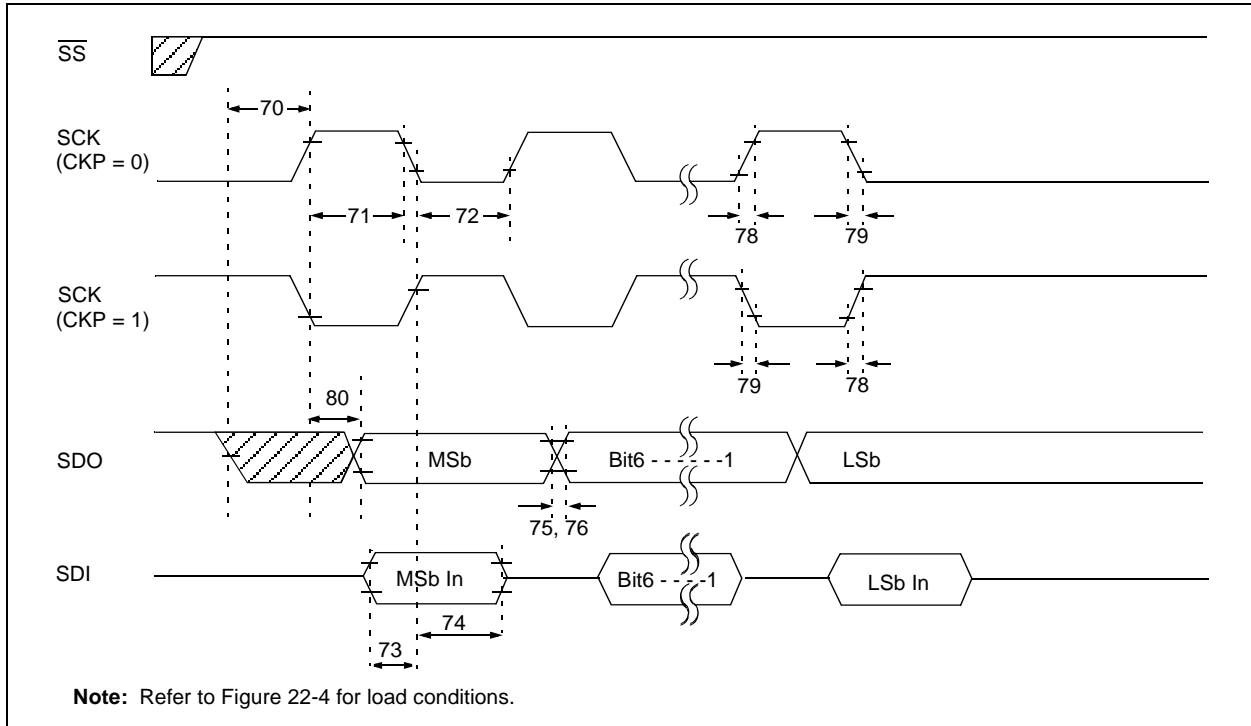 SS
70
SCK
(CKP = 0)
71
72
78
79
SCK
(CKP = 1)
79
78
80
SDO
MSb
Bit6 - - - - - -1
LSb
75, 76
SDI
MSb In
Bit6 - - - - -1
LSb In
74
73
Note: Refer to Figure 22-4 for load conditions.